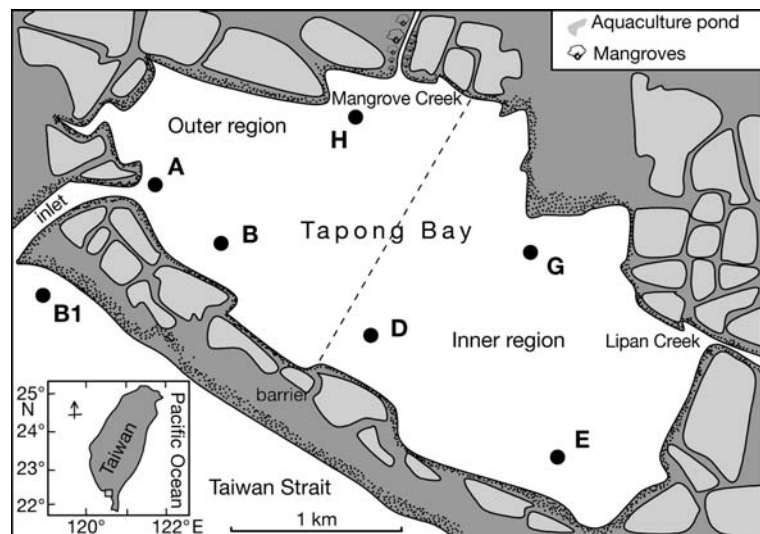 Aquaculture pond
Mangroves
Mangrove Creek
Outer region
H
A
inlet
B
Tapong Bay
G
B1
D
Inner region
Lipan Creek
barrier
E
25°
N
24°
23°
22°
120°
122°E
Taiwan
Pacific Ocean
Taiwan Strait
1 km